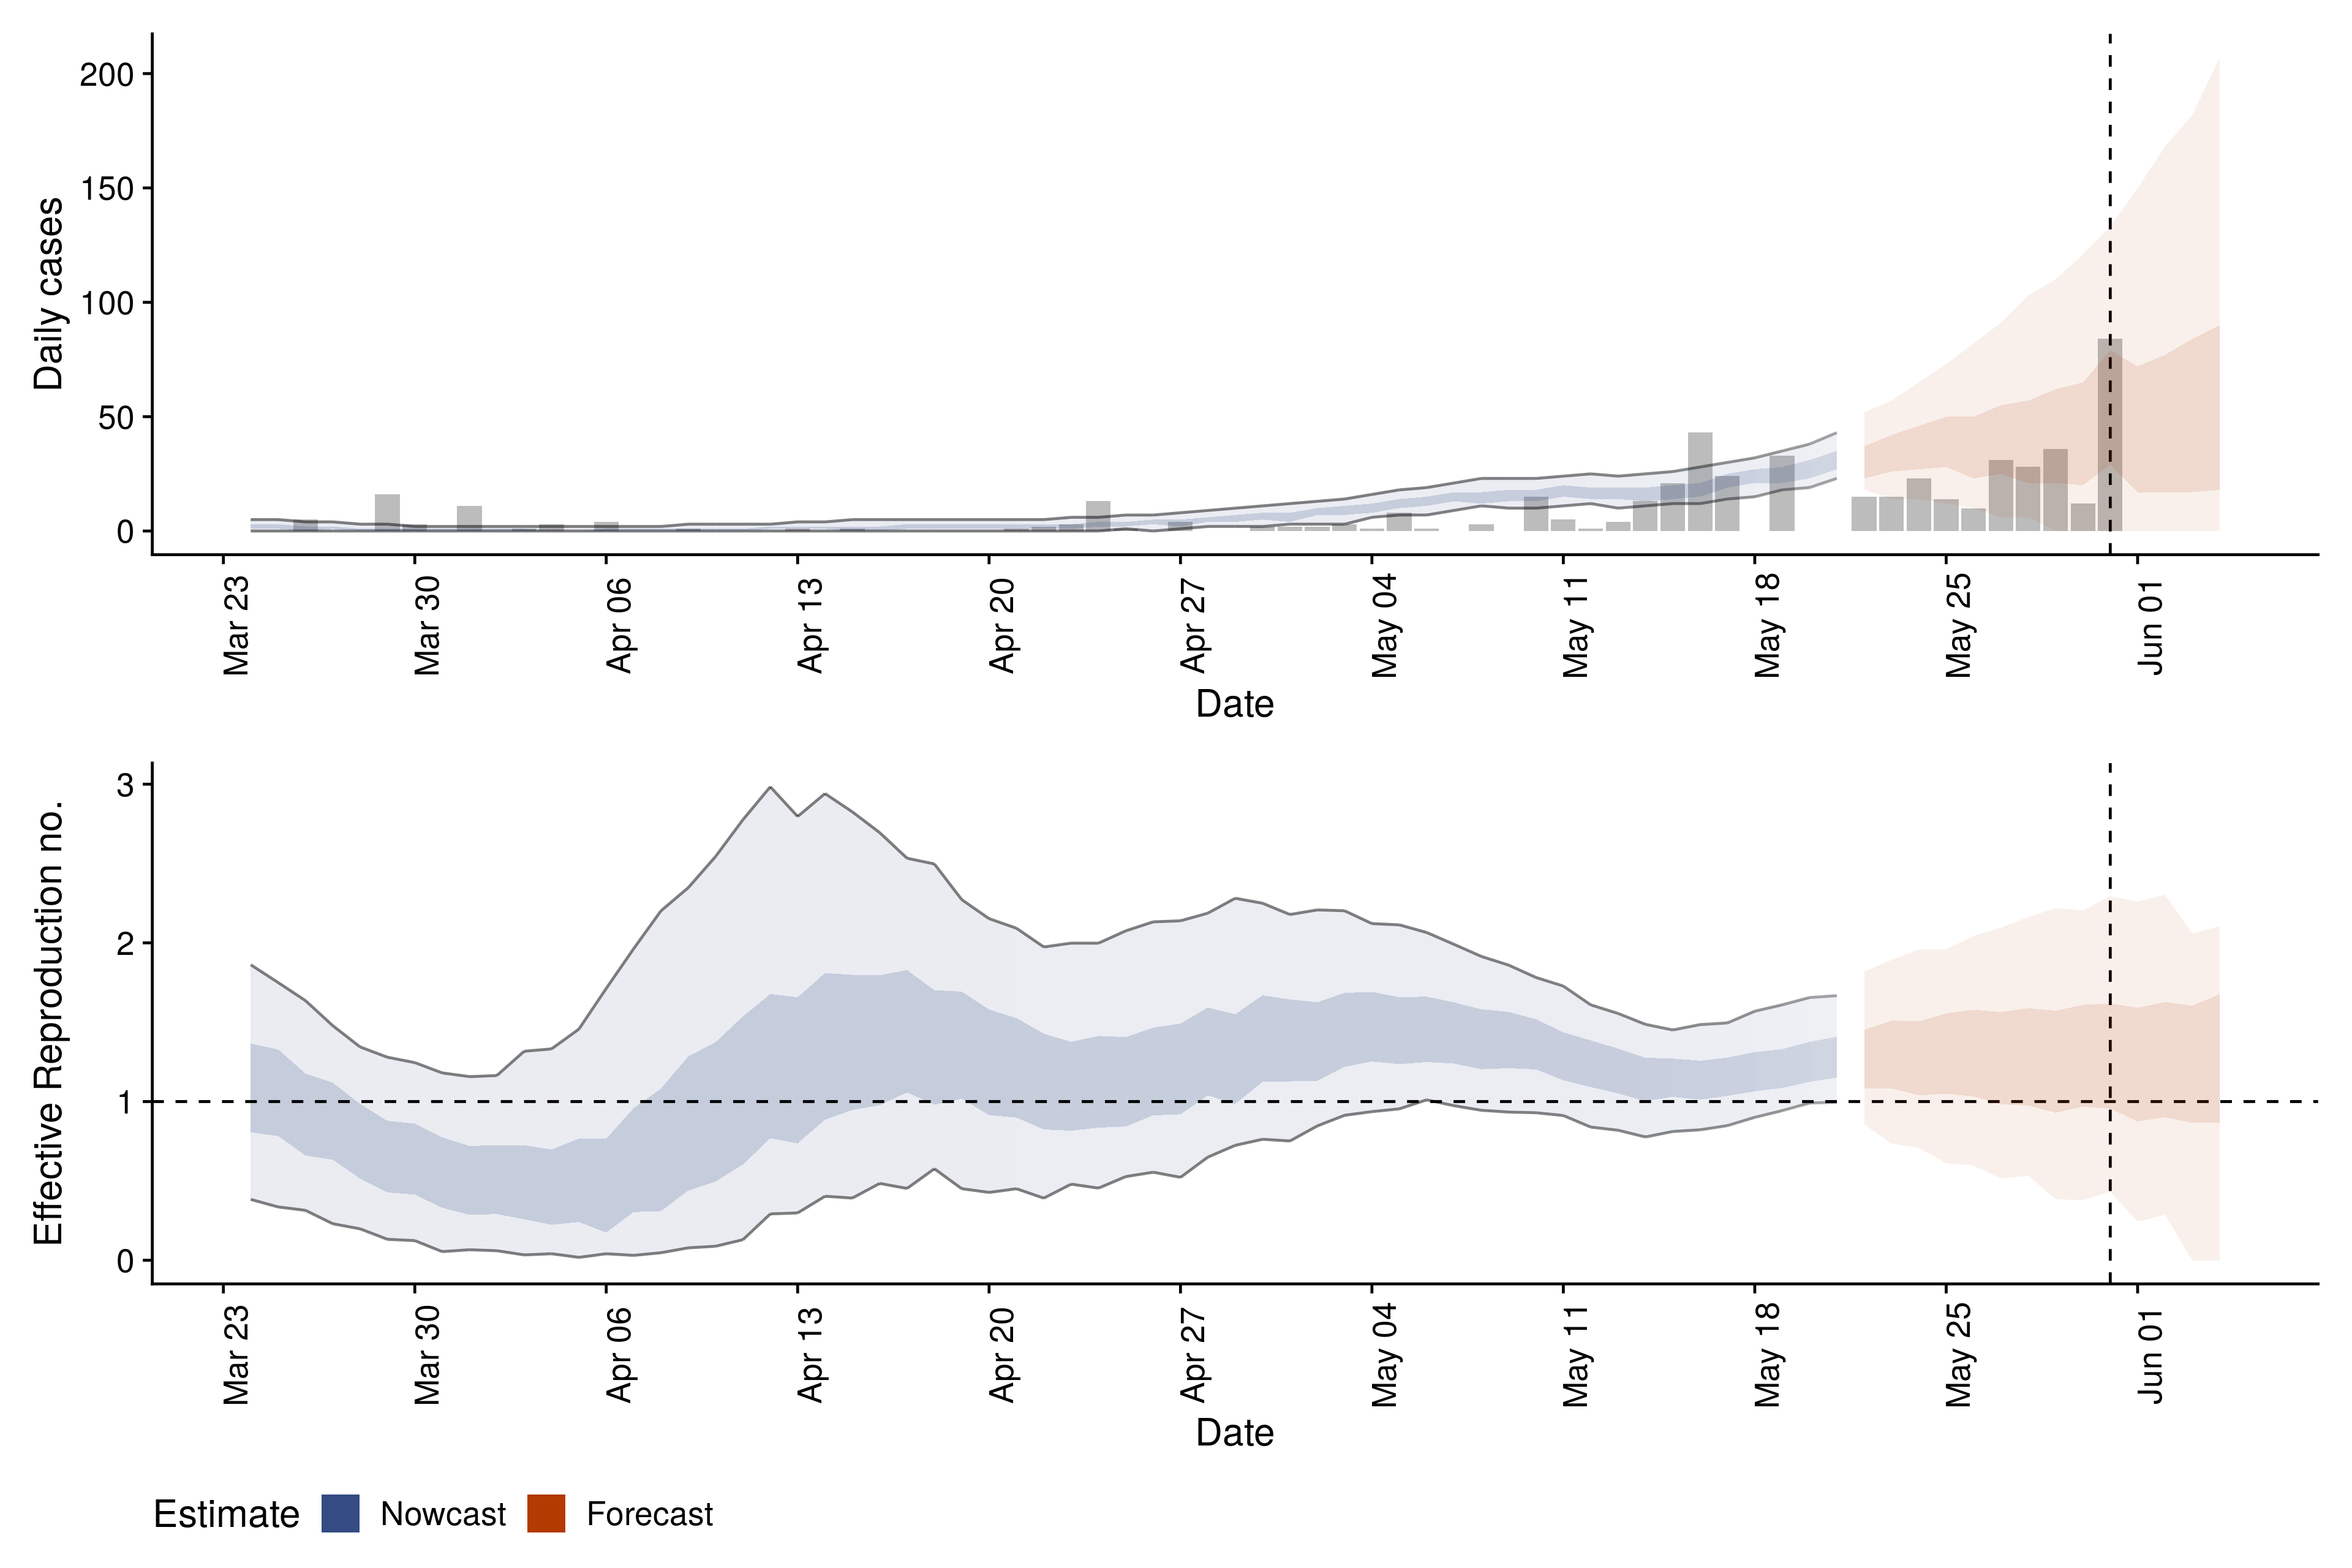 Daily cases
200
150
100
50
0
Mar 23
Mar 30
Apr 06
Apr 13
Apr 20
Apr 27
May 04
May 11
May 18
May 25
Jun 01
Date
Effective Reproduction no.
3
2
1
0
Mar 23
Mar 30
Apr 06
Apr 13
Apr 20
Apr 27
May 04
May 11
May 18
May 25
Jun 01
Date
Estimate Nowcast Forecast